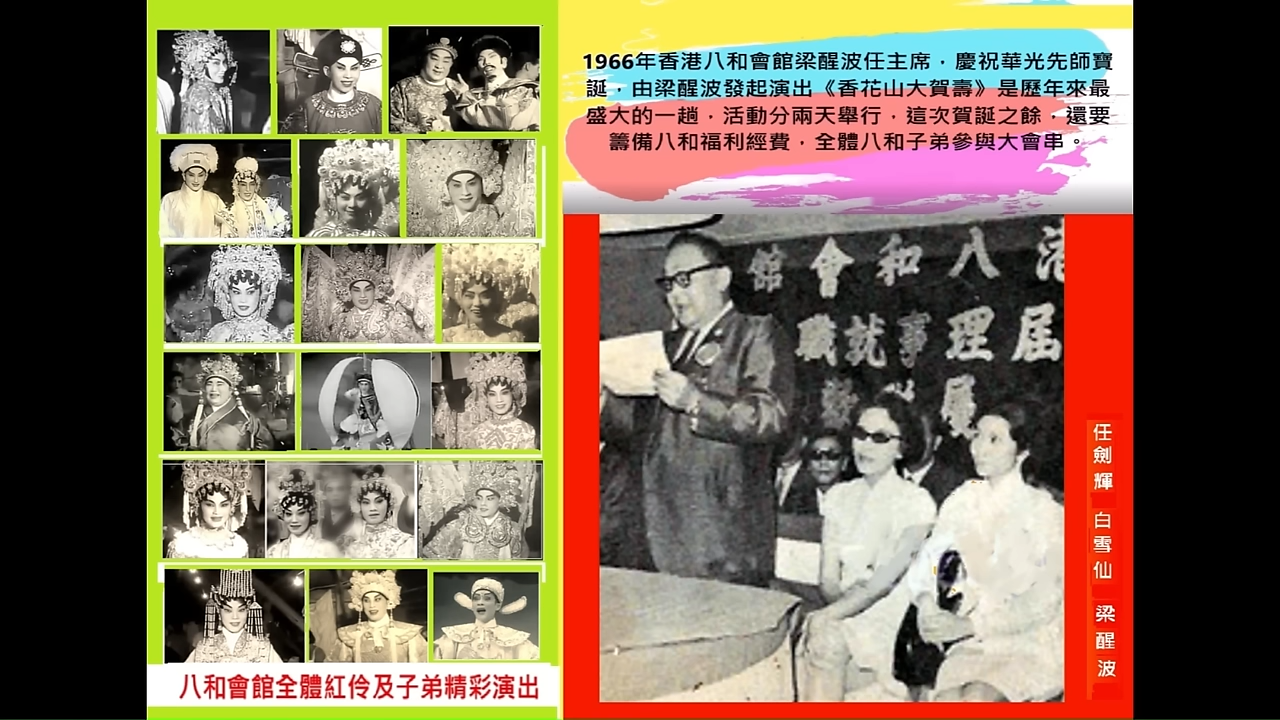 1966年香港八和會館梁醒波任主席．慶祝華光先師寶
誕．由梁醒波發起演出《香花山大賀壽》是歷年來最
盛大的一趟．活動分兩天舉行．這次賀誕之餘．還要
籌備八和福利經費，全體八和子弟參與大會串。
港八和會館
屆理事就職
任劍輝 白雪仙 梁醒波
八和會館全體紅伶及子弟精彩演出